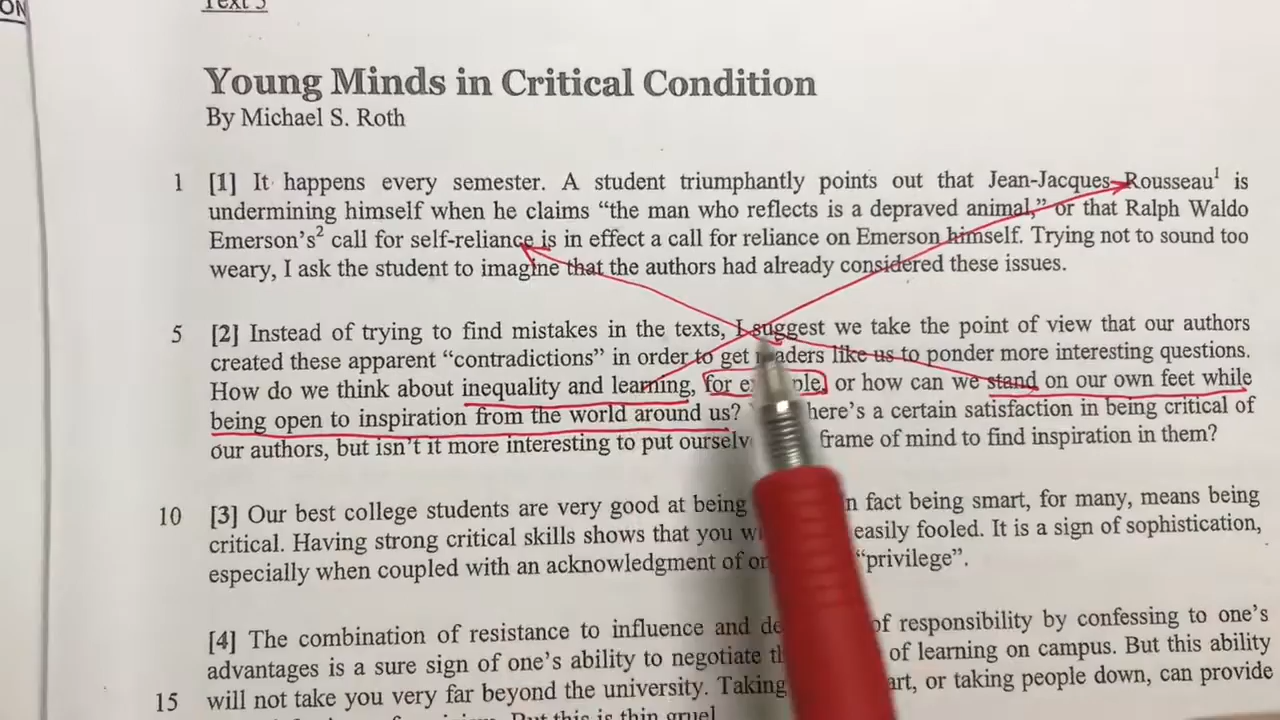 ON
Text 5
Young Minds in Critical Condition
By Michael S. Roth
1 [1] It happens every semester. A student triumphantly points out that Jean-Jacques Rousseau¹ is
undermining himself when he claims “the man who reflects is a depraved animal,” or that Ralph Waldo
Emerson's² call for self-reliance is in effect a call for reliance on Emerson himself. Trying not to sound too
weary, I ask the student to imagine that the authors had already considered these issues.
5 [2] Instead of trying to find mistakes in the texts, I suggest we take the point of view that our authors
created these apparent “contradictions” in order to get readers like us to ponder more interesting questions.
How do we think about inequality and learning, for example, or how can we stand on our own feet while
being open to inspiration from the world around us? here's a certain satisfaction in being critical of
our authors, but isn't it more interesting to put frame of mind to find inspiration in them?
10 [3] Our best college students are very good at being in fact being smart, for many, means being
critical. Having strong critical skills shows that you easily fooled. It is a sign of sophistication,
especially when coupled with an acknowledgment of “privilege”.
[4] The combination of resistance to influence and of responsibility by confessing to one's
advantages is a sure sign of one's ability to negotiate of learning on campus. But this ability
15 will not take you very far beyond the university. Taking or taking people down, can provide
But this is thin gruel